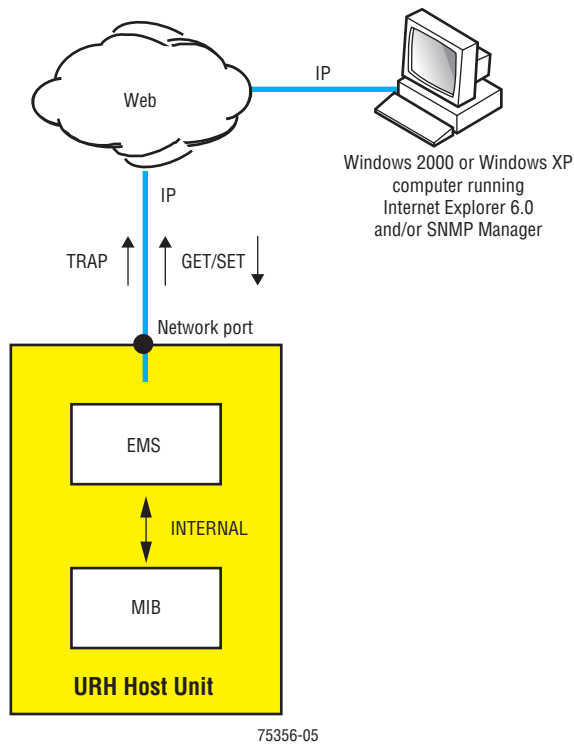 Web
IP
Windows 2000 or Windows XP
computer running
Internet Explorer 6.0
and/or SNMP Manager
IP
TRAP
GET/SET
Network port
EMS
INTERNAL
MIB
URH Host Unit
75356-05